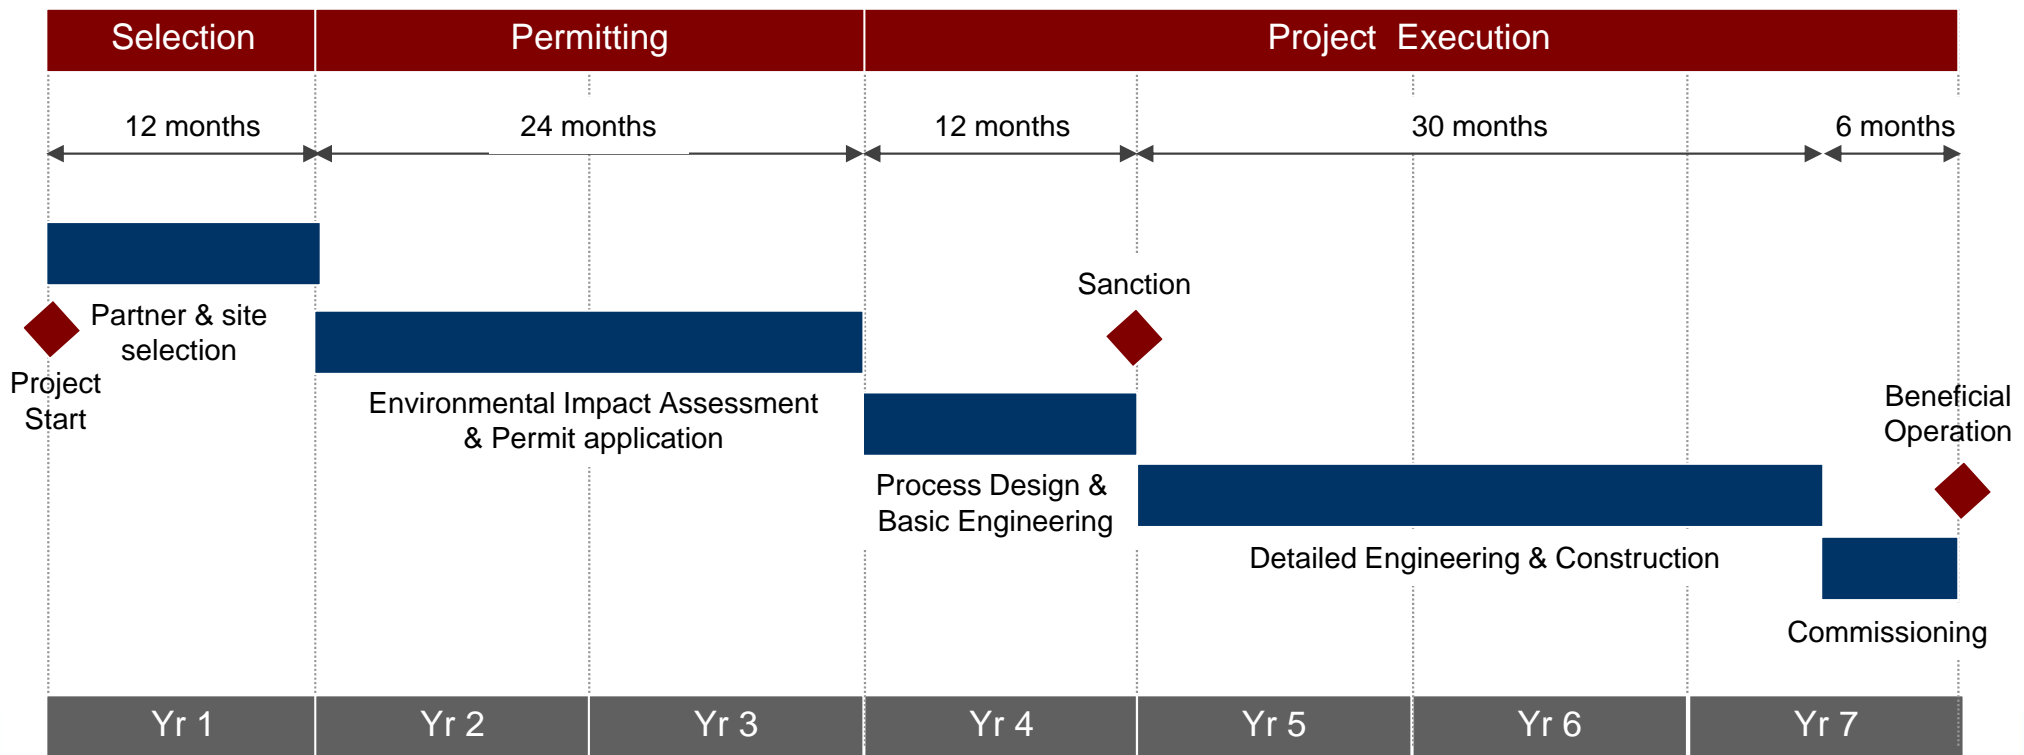 Selection
Permitting
Project Execution
12 months
24 months
12 months
30 months
6 months
Partner & site
selection
Project
Start
Environmental Impact Assessment
& Permit application
Sanction
Process Design &
Basic Engineering
Beneficial
Operation
Detailed Engineering & Construction
Commissioning
Yr 1
Yr 2
Yr 3
Yr 4
Yr 5
Yr 6
Yr 7